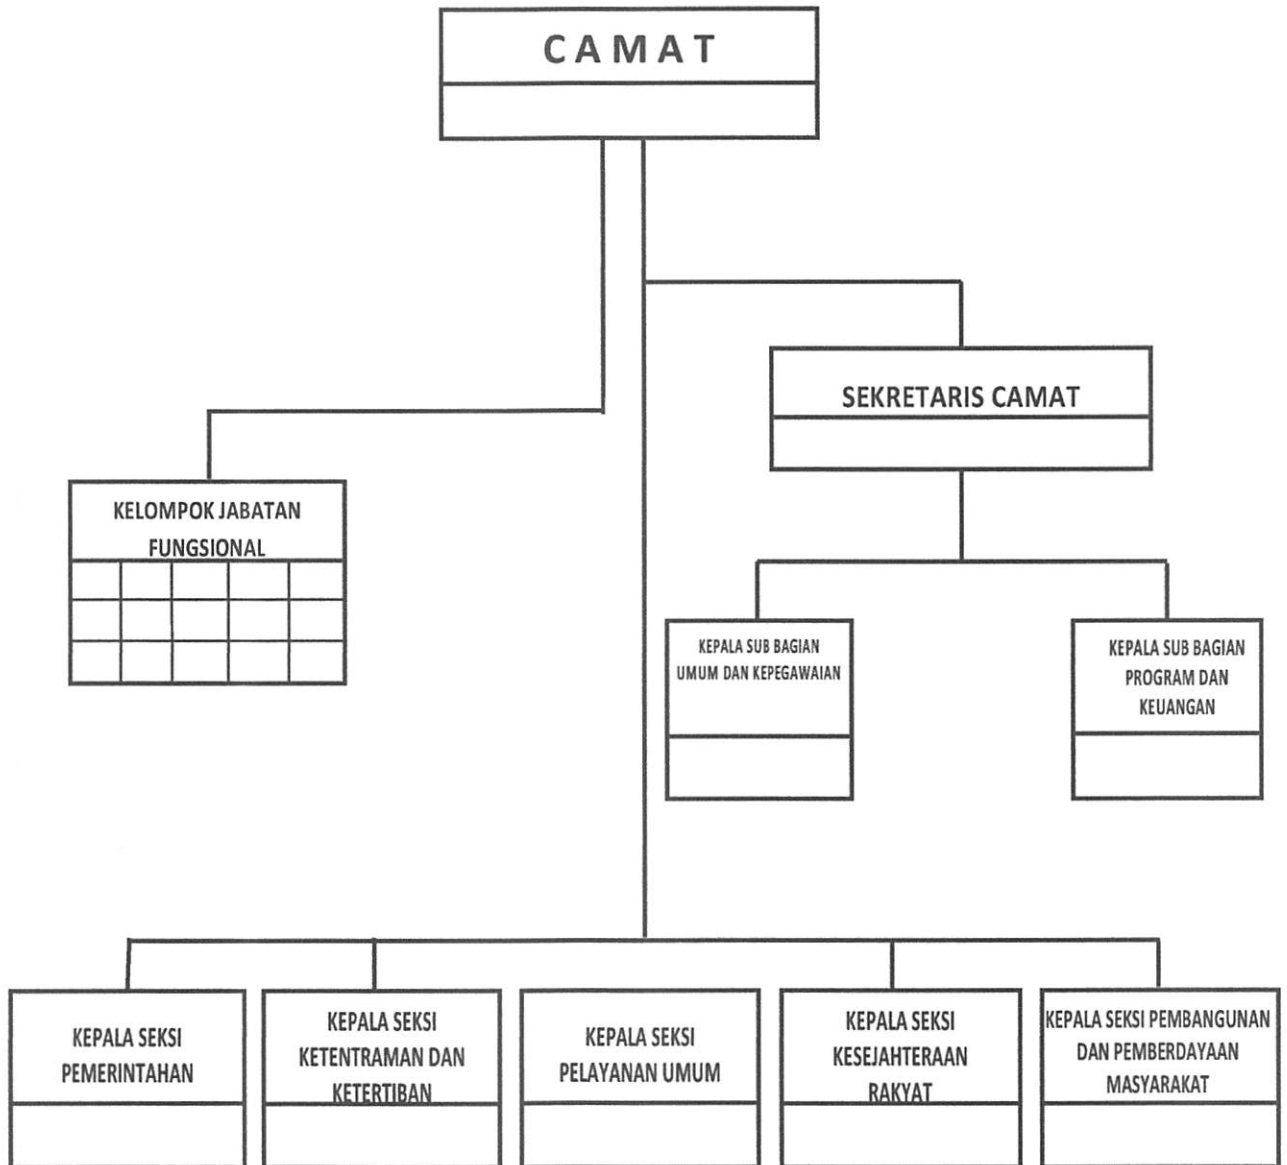 CAMAT
SEKRETARIS CAMAT
KELOMPOK JABATAN
FUNGSIONAL
KEPALA SUB BAGIAN
UMUM DAN KEPEGAWAIAN
KEPALA SUB BAGIAN
PROGRAM DAN
KEUANGAN
KEPALA SEKSI
PEMERINTAHAN
KEPALA SEKSI
KETENTRAMAN DAN
KETERTIBAN
KEPALA SEKSI
PELAYANAN UMUM
KEPALA SEKSI
KESEJAHTERAAN
RAKYAT
KEPALA SEKSI PEMBANGUNAN
DAN PEMBERDAYAAN
MASYARAKAT